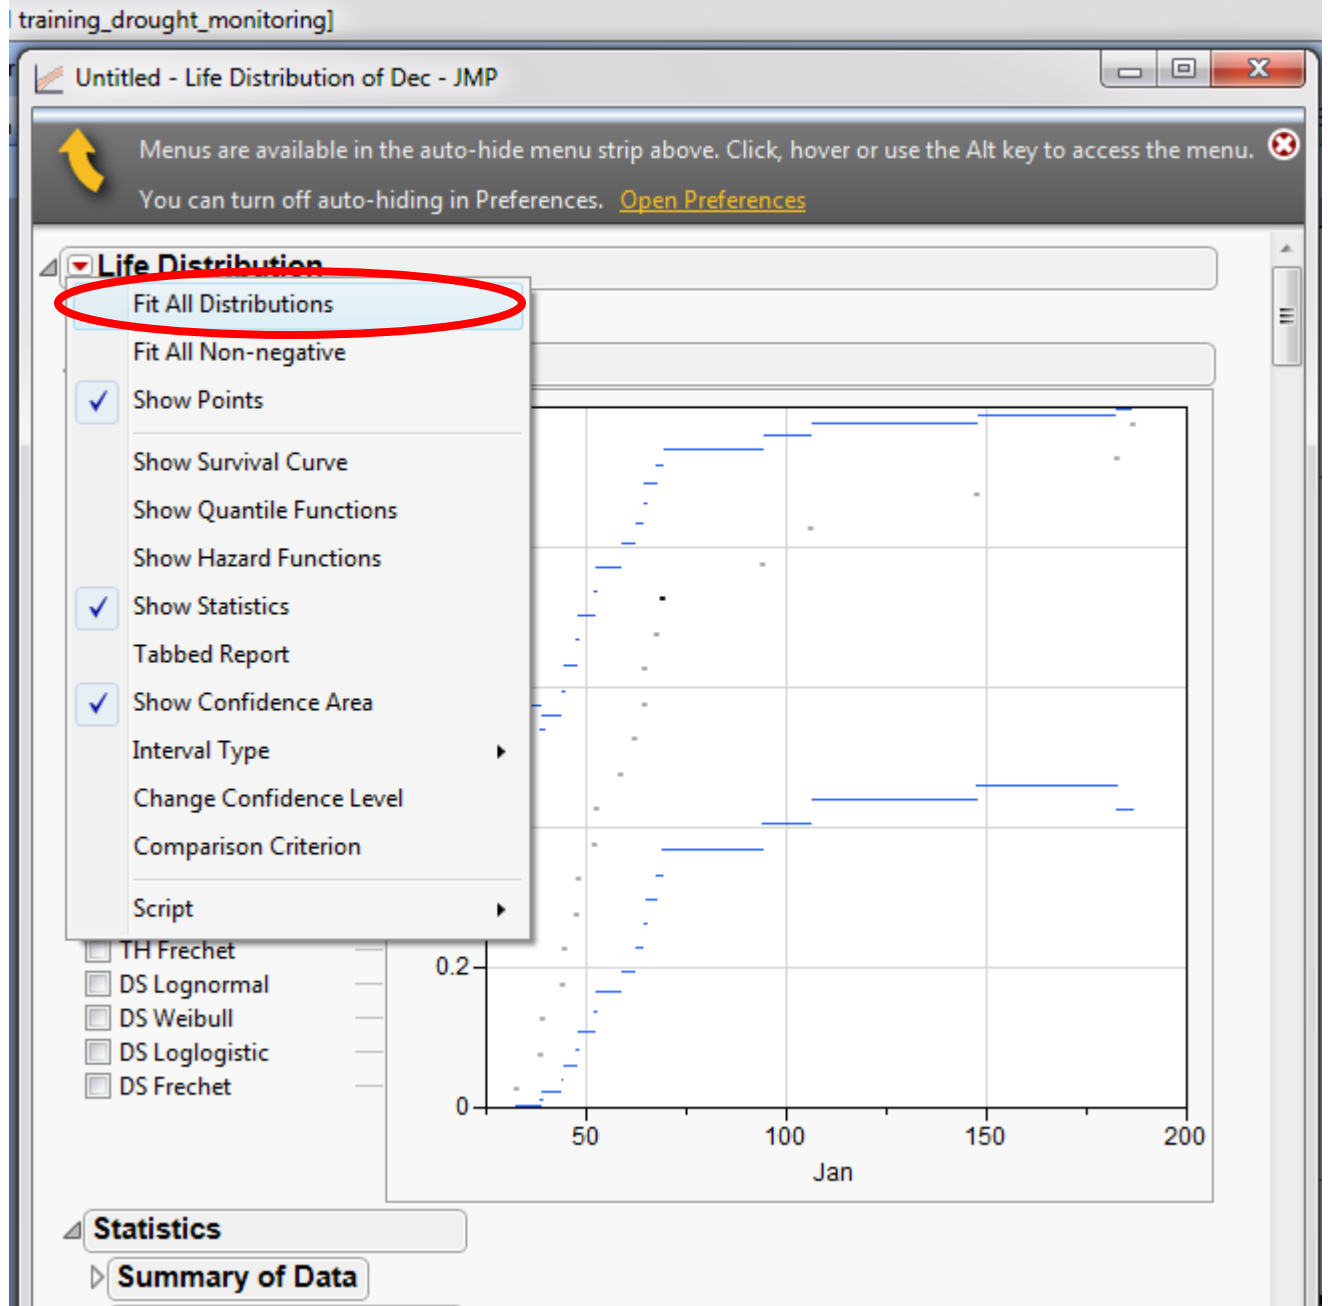 training_drought_monitoring]
Untitled - Life Distribution of Dec - JMP
Menus are available in the auto-hide menu strip above. Click, hover or use the Alt key to access the menu.
You can turn off auto-hiding in Preferences. Open Preferences
Life Distribution
Fit All Distributions
Fit All Non-negative
Show Points
Show Survival Curve
Show Quantile Functions
Show Hazard Functions
Show Statistics
Tabbed Report
Show Confidence Area
Interval Type
Change Confidence Level
Comparison Criterion
Script
TH Frechet
DS Lognormal
DS Weibull
DS Loglogistic
DS Frechet
0.2
0
50 100 150 200
Jan
Statistics
Summary of Data